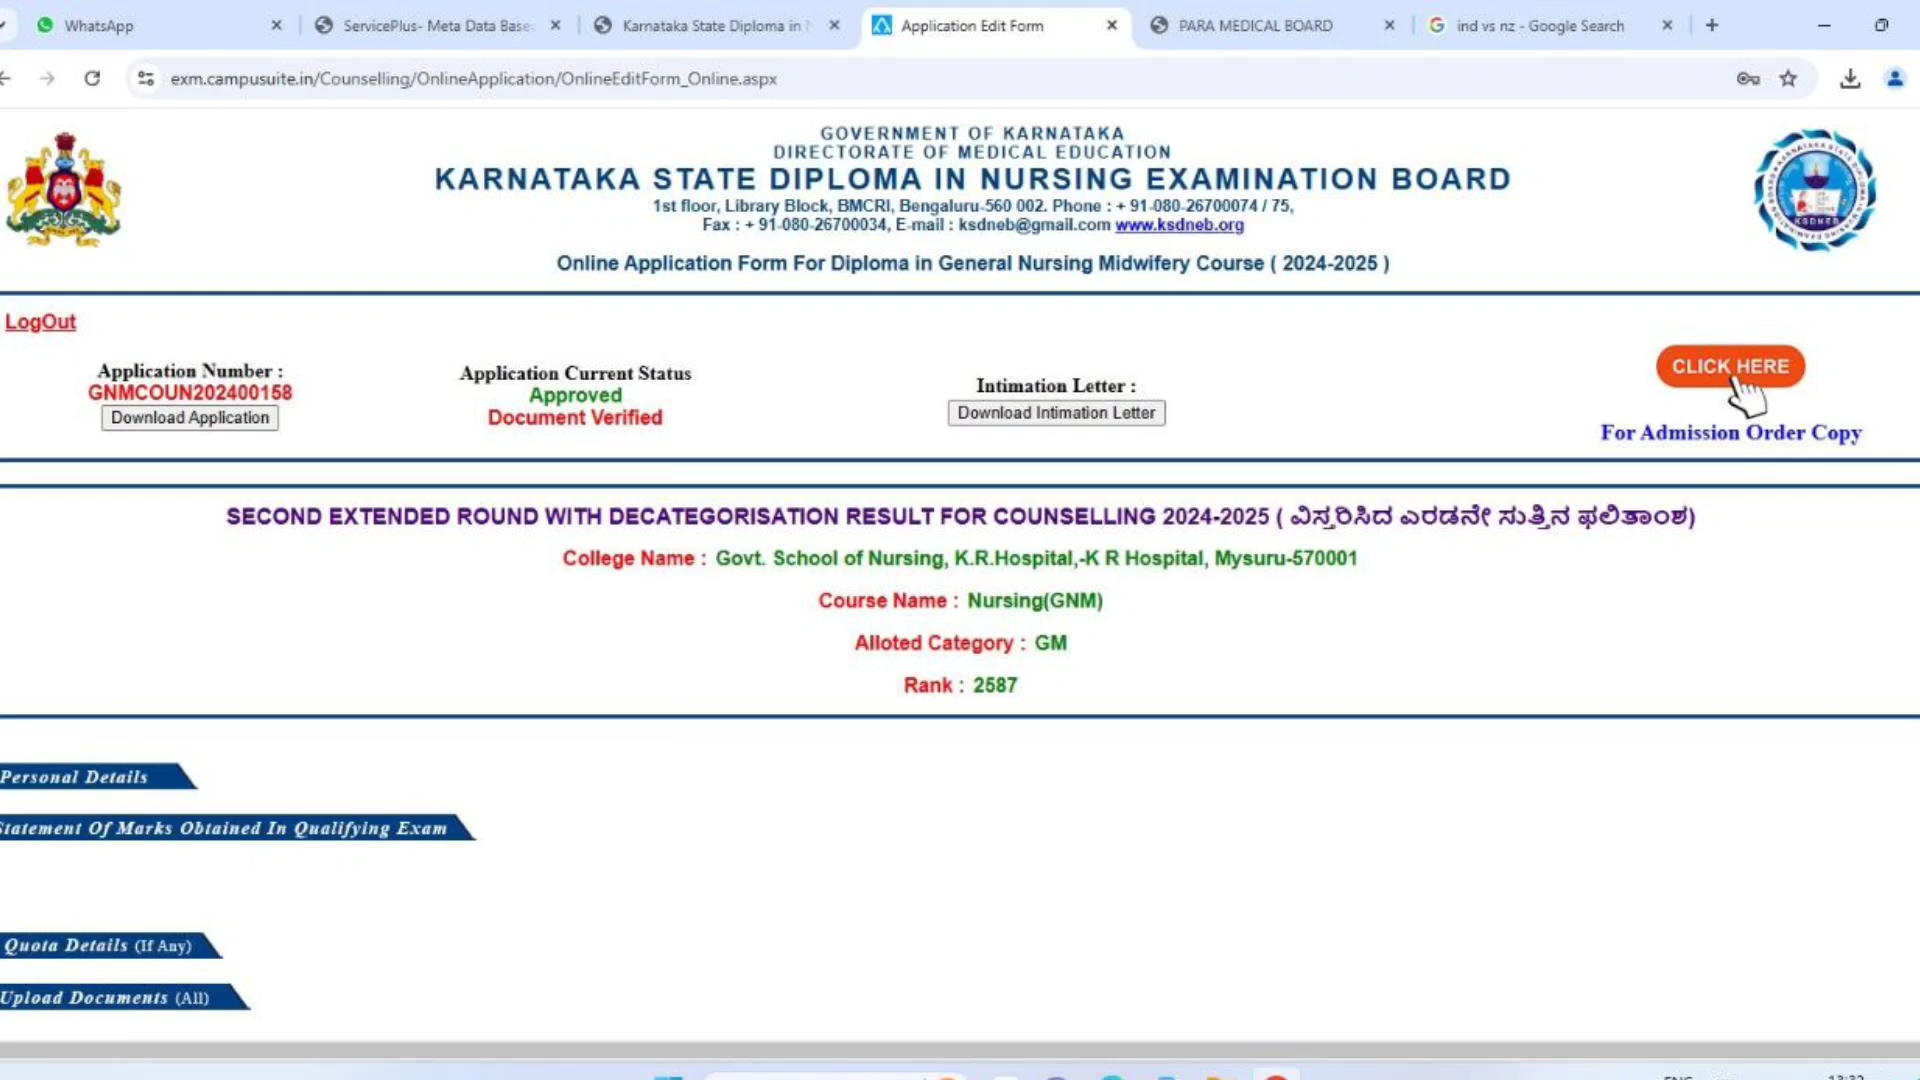 WhatsApp
ServicePlus- Meta Data Base
Karnataka State Diploma in
Application Edit Form
PARA MEDICAL BOARD
ind vs nz - Google Search
exm.campusuite.in/Counselling/OnlineApplication/OnlineEditForm_Online.aspx
GOVERNMENT OF KARNATAKA
DIRECTORATE OF MEDICAL EDUCATION
KARNATAKA STATE DIPLOMA IN NURSING EXAMINATION BOARD
1st floor, Library Block, BMCRI, Bengaluru-560 002. Phone : + 91-080-26700074 / 75,
Fax : + 91-080-26700034, E-mail : ksdneb@gmail.com www.ksdneb.org
Online Application Form For Diploma in General Nursing Midwifery Course ( 2024-2025 )
KSDNEB
LogOut
Application Number :
GNMCOUN202400158
Download Application
Application Current Status
Approved
Document Verified
Intimation Letter :
Download Intimation Letter
CLICK HERE
For Admission Order Copy
SECOND EXTENDED ROUND WITH DECATEGORISATION RESULT FOR COUNSELLING 2024-2025 ( ವಿಸ್ತರಿಸಿದ ಎರಡನೇ ಸುತ್ತಿನ ಫಲಿತಾಂಶ)
College Name : Govt. School of Nursing, K.R.Hospital,-K R Hospital, Mysuru-570001
Course Name : Nursing(GNM)
Alloted Category : GM
Rank : 2587
Personal Details
Statement Of Marks Obtained In Qualifying Exam
Quota Details (If Any)
Upload Documents (All)